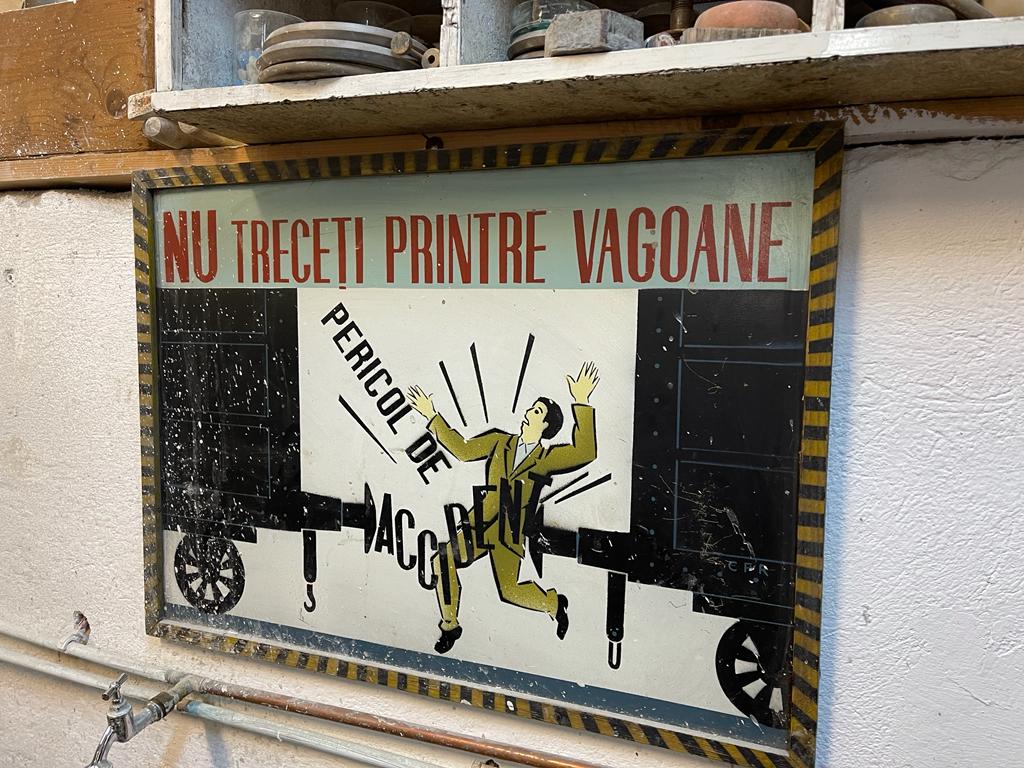 NU TRECEȚI PRINTRE VAGOANE
PERICOL DE
ACCIDENT